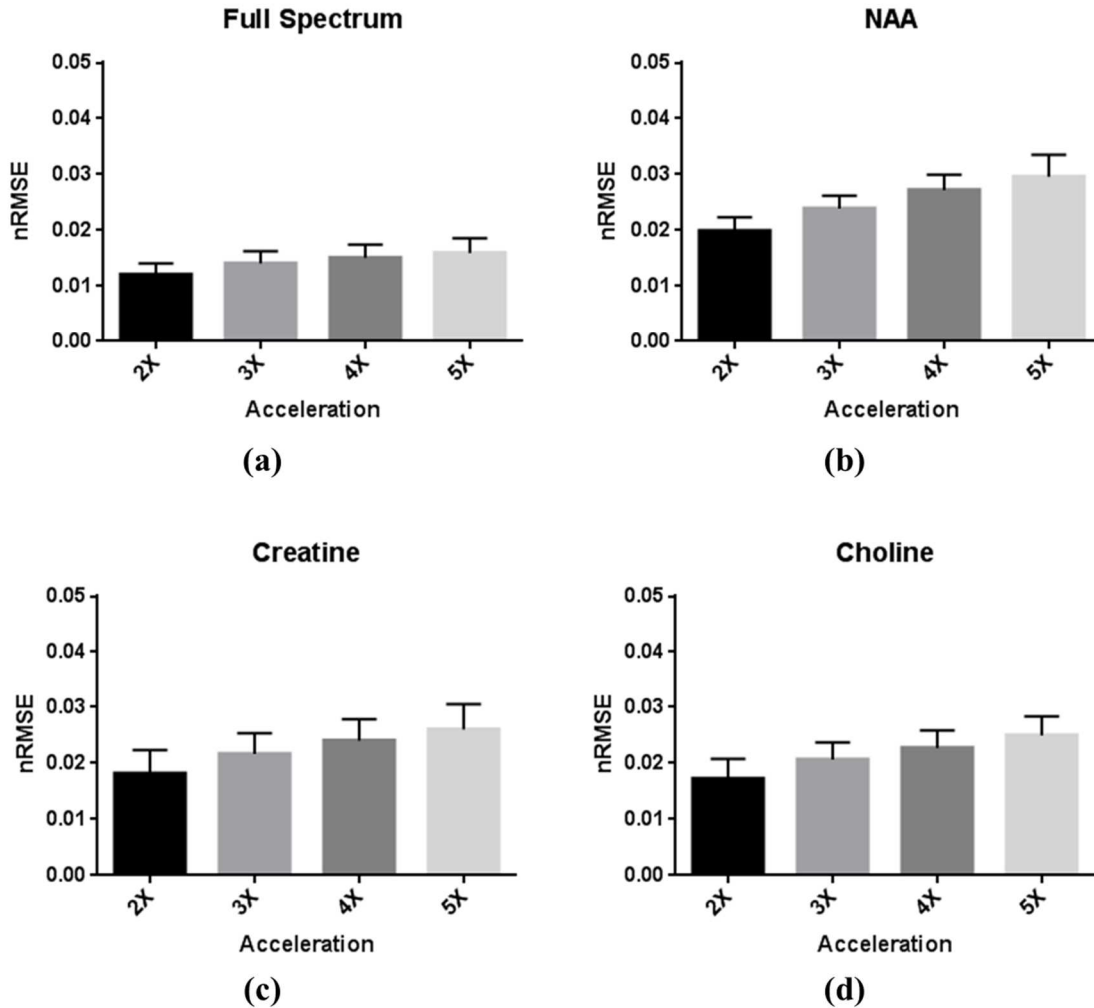 Full Spectrum
0.05
0.04
0.03
0.02
0.01
0.00
nRMSE
2X
3X
4X
5X
Acceleration
(a)
NAA
0.05
0.04
0.03
0.02
0.01
0.00
nRMSE
2X
3X
4X
5X
Acceleration
(b)
Creatine
0.05
0.04
0.03
0.02
0.01
0.00
nRMSE
2X
3X
4X
5X
Acceleration
(c)
Choline
0.05
0.04
0.03
0.02
0.01
0.00
nRMSE
2X
3X
4X
5X
Acceleration
(d)